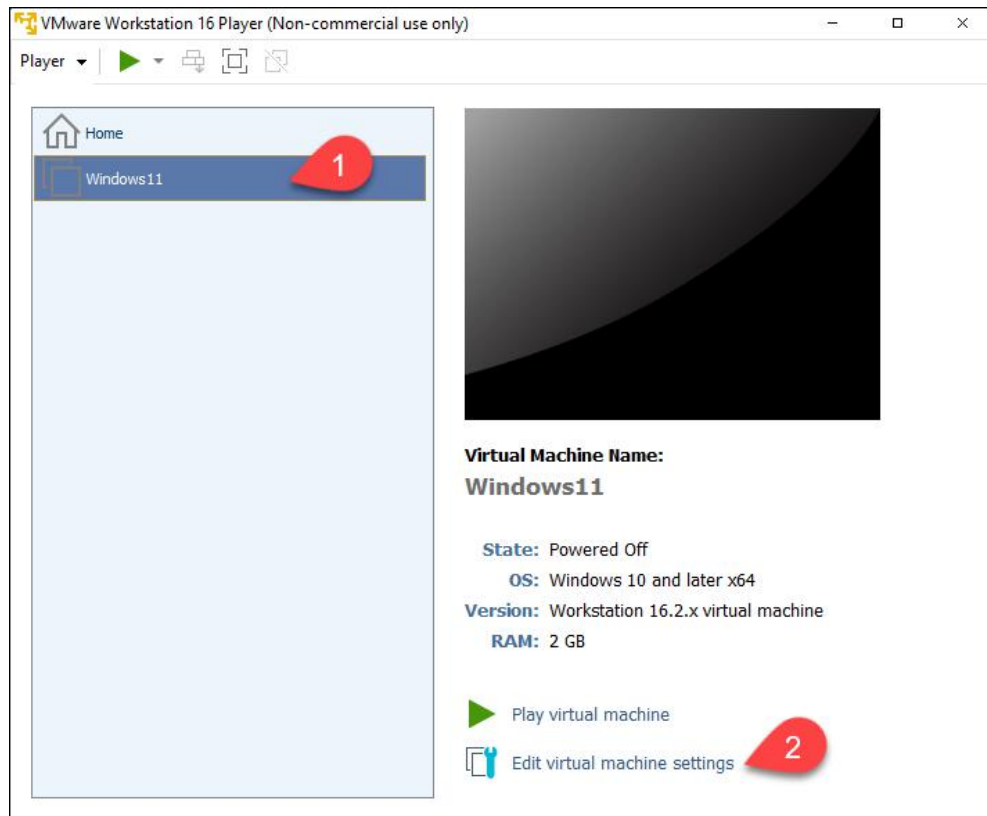 VMware Workstation 16 Player (Non-commercial use only)
Player
Home
Windows11
1
Virtual Machine Name:
Windows11
State: Powered Off
OS: Windows 10 and later x64
Version: Workstation 16.2.x virtual machine
RAM: 2 GB
Play virtual machine
Edit virtual machine settings
2